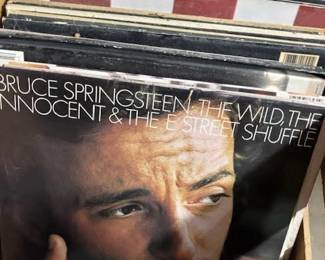 BRUCE SPRINGSTEEN THE WILD, THE
INNOCENT & THE E STREET SHUFFLE